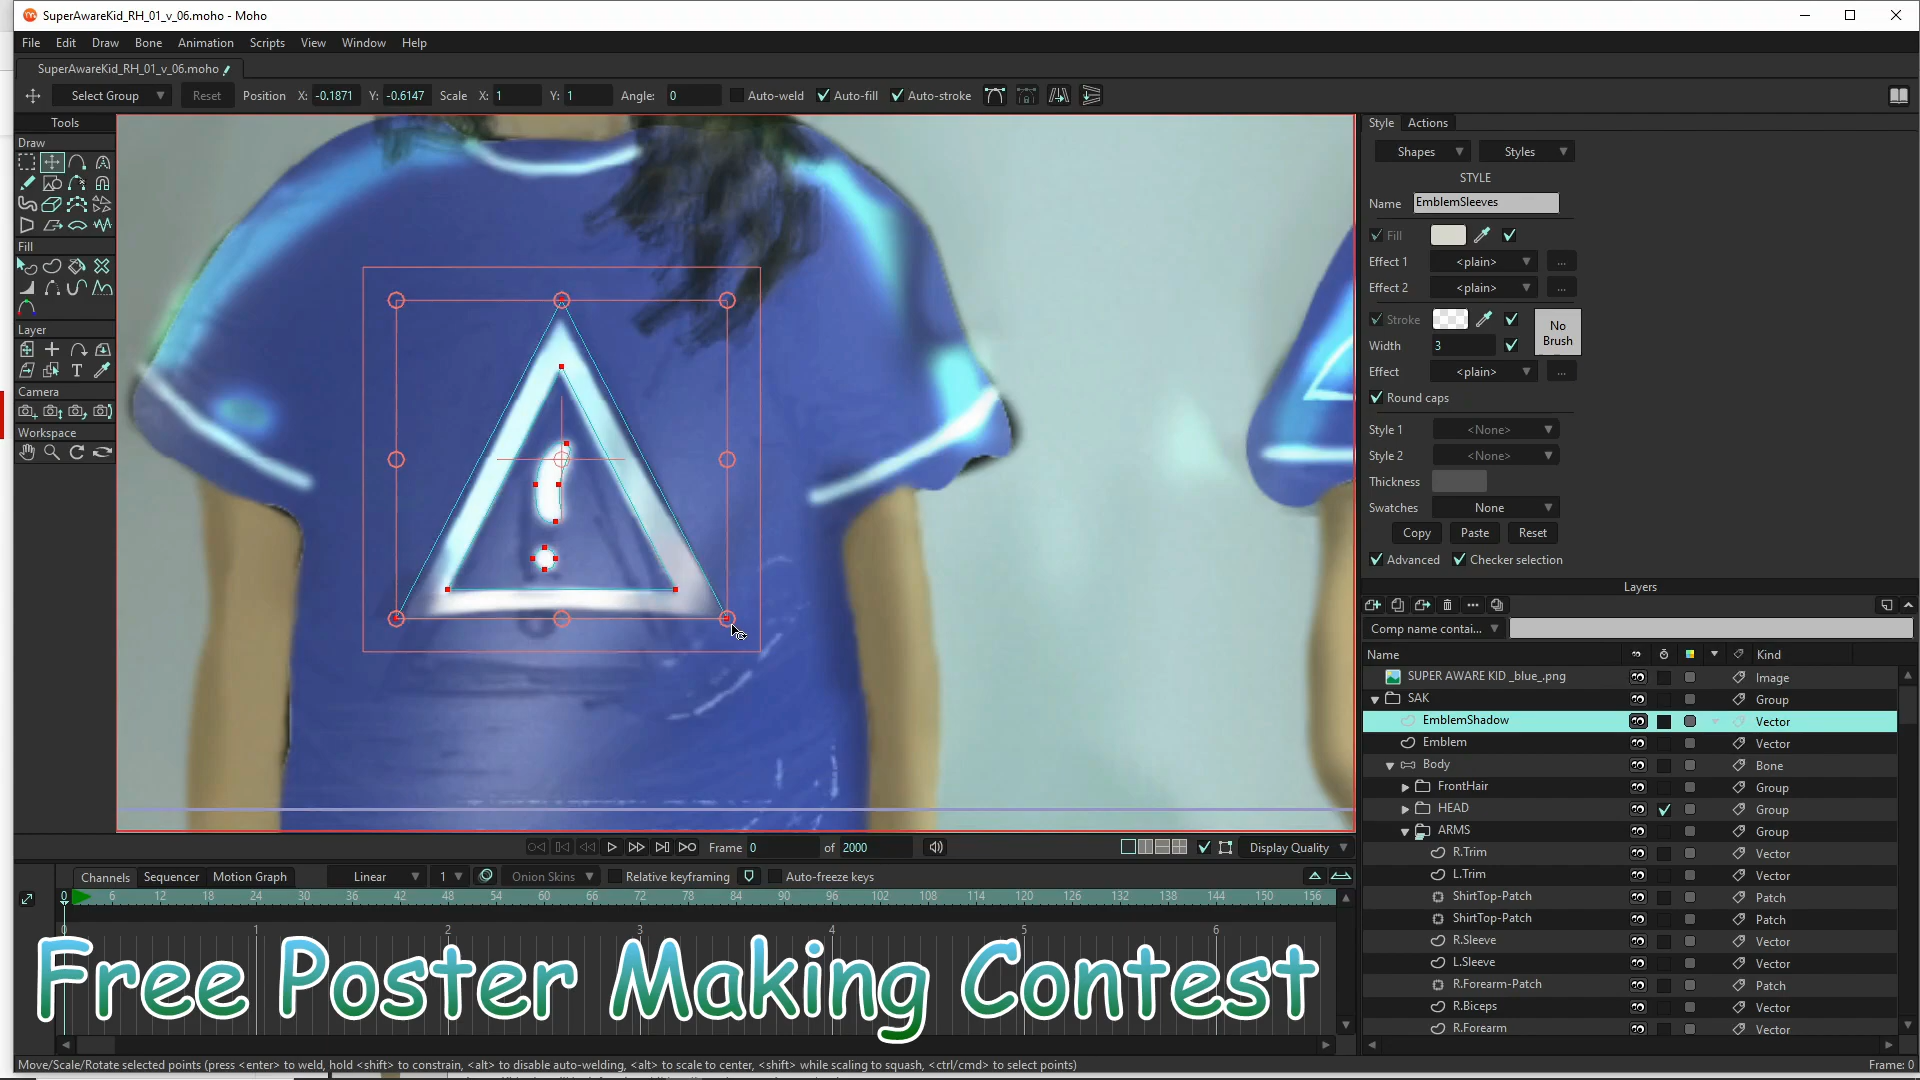 SuperAwareKid_RH_01_v_06.moho - Moho
File Edit Draw Bone Animation Scripts View Window Help
SuperAwareKid_RH_01_v_06.moho
Select Group Reset Position X: -0.1871 Y: -0.6147 Scale X: 1 Y: 1 Angle: 0 Auto-weld Auto-fill Auto-stroke
Tools
Draw
Fill
Layer
T
Camera
Workspace
!
Style Actions
Shapes Styles
STYLE
Name EmblemSleeves
Fill
Effect 1 <plain> ...
Effect 2 <plain> ...
Stroke
No Brush
Width 3
Effect <plain> ...
Round caps
Style 1 <None>
Style 2 <None>
Thickness
Swatches None
Copy Paste Reset
Advanced Checker selection
Layers
Comp name contai...
Name Kind
SUPER AWARE KID _blue_.png Image
SAK Group
EmblemShadow Vector
Emblem Vector
Body Bone
FrontHair Group
HEAD Group
ARMS Group
R.Trim Vector
L.Trim Vector
ShirtTop-Patch Patch
ShirtTop-Patch Patch
R.Sleeve Vector
L.Sleeve Vector
R.Forearm-Patch Patch
R.Biceps Vector
R.Forearm Vector
Frame 0 of 2000 Display Quality
Channels Sequencer Motion Graph Linear 1 Onion Skins Relative keyframing Auto-freeze keys
0 6 12 18 24 30 36 42 48 54 60 66 72 78 84 90 96 102 108 114 120 126 132 138 144 150 156
0 1 2 3 4 5 6
Free Poster Making Contest
Move/Scale/Rotate selected points (press <enter> to weld, hold <shift> to constrain, <alt> to disable auto-welding, <alt> to scale to center, <shift> while scaling to squash, <ctrl/cmd> to select points) Frame: 0